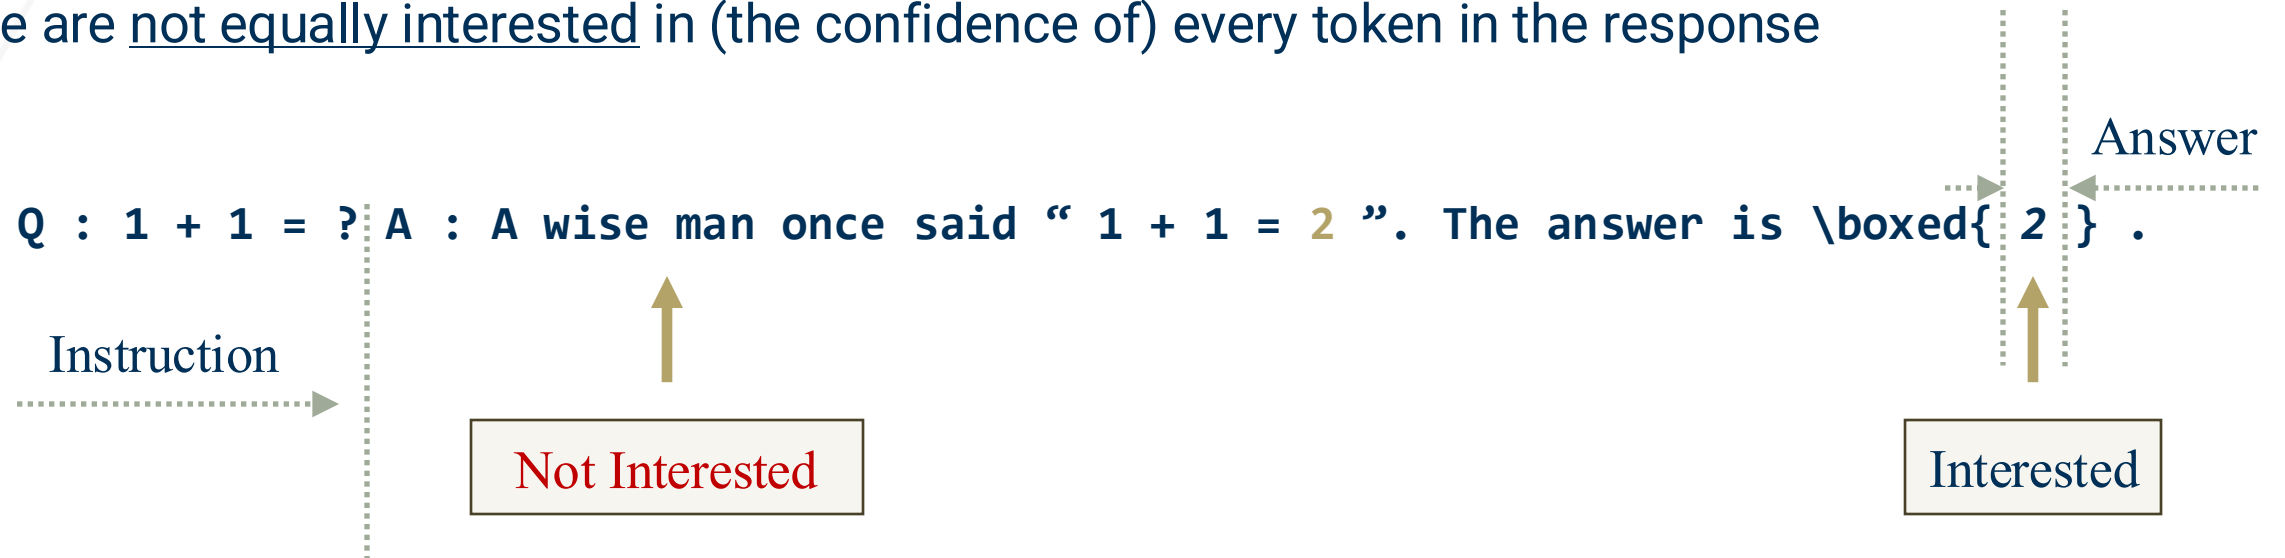 e are not equally interested in (the confidence of) every token in the response
Answer
Q : 1 + 1 = ? A : A wise man once said “ 1 + 1 = 2 ”. The answer is \boxed{ 2 } .
Instruction
Not Interested
Interested